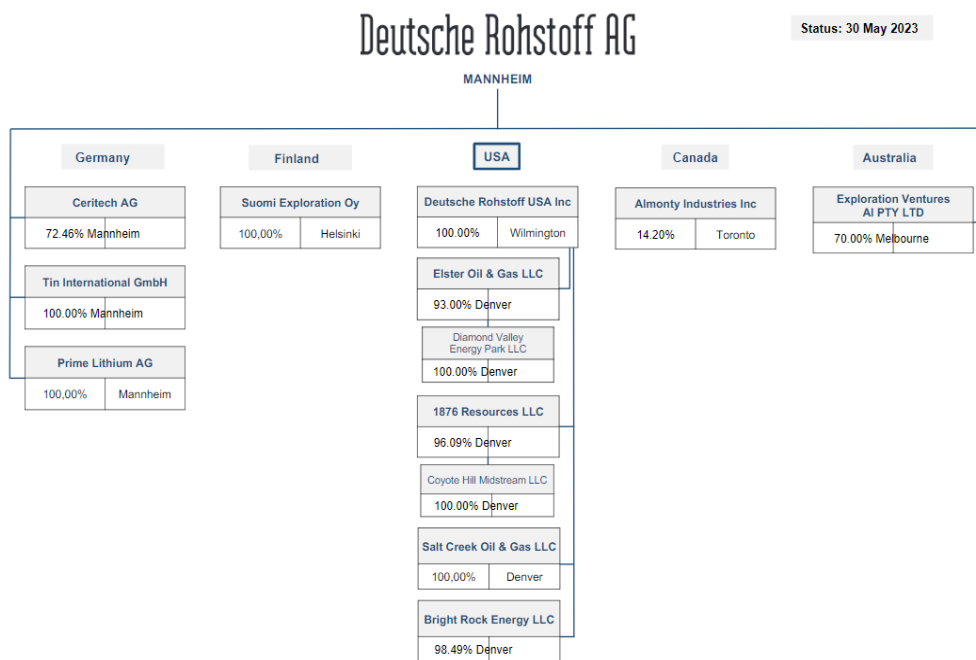 Deutsche Rohstoff AG
Status: 30 May 2023
MANNHEIM
Germany
Ceritech AG
72.46% Mannheim
Tin International GmbH
100.00% Mannheim
Prime Lithium AG
100,00% Mannheim
Finland
Suomi Exploration Oy
100,00% Helsinki
USA
Deutsche Rohstoff USA Inc
100.00% Wilmington
Elster Oil & Gas LLC
93.00% Denver
Diamond Valley
Energy Park LLC
100.00% Denver
1876 Resources LLC
96.09% Denver
Coyote Hill Midstream LLC
100.00% Denver
Salt Creek Oil & Gas LLC
100,00% Denver
Bright Rock Energy LLC
98.49% Denver
Canada
Almonty Industries Inc
14.20% Toronto
Australia
Exploration Ventures
AI PTY LTD
70.00% Melbourne